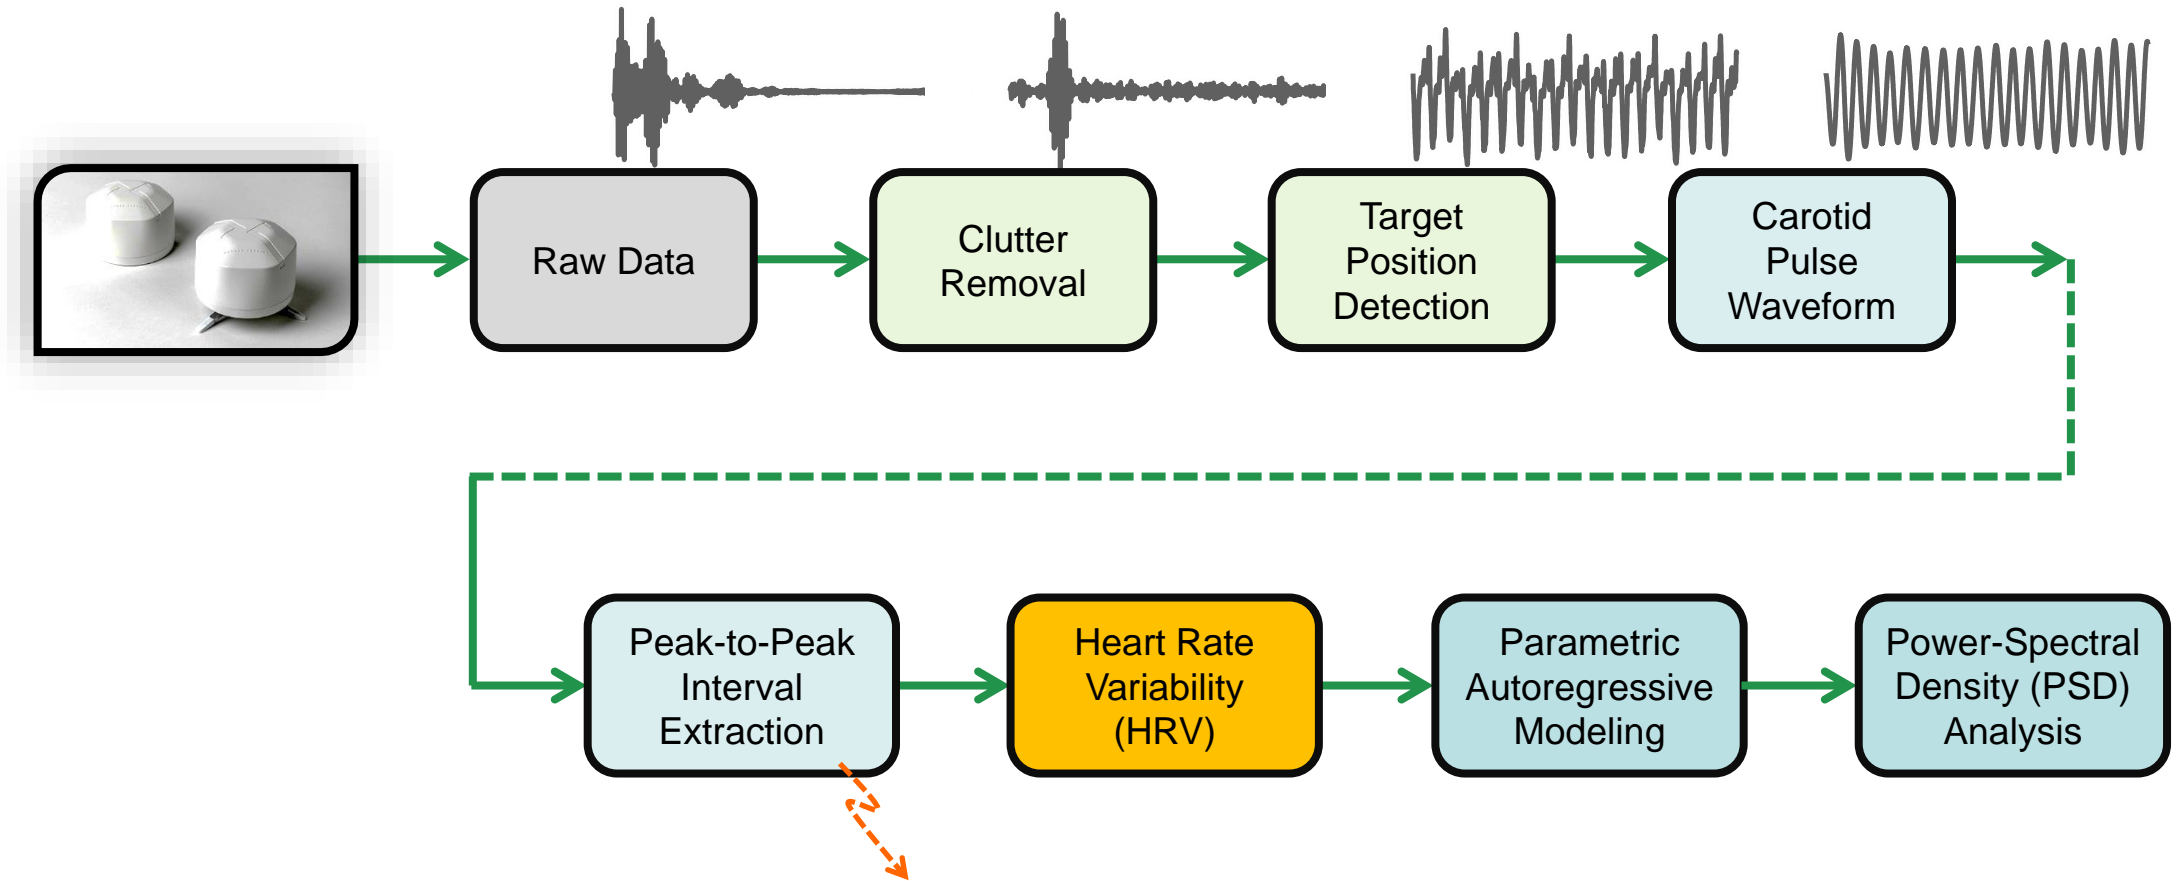 Raw Data
Clutter
Removal
Target
Position
Detection
Carotid
Pulse
Waveform
Peak-to-Peak
Interval
Extraction
Heart Rate
Variability
(HRV)
Parametric
Autoregressive
Modeling
Power-Spectral
Density (PSD)
Analysis